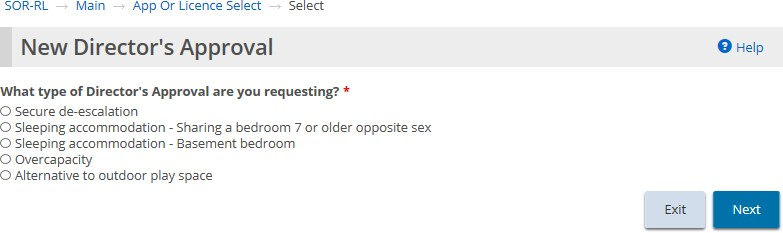 SOR-RL → Main → App Or Licence Select → Select
New Director's Approval
Help
What type of Director's Approval are you requesting? *
Secure de-escalation
Sleeping accommodation - Sharing a bedroom 7 or older opposite sex
Sleeping accommodation - Basement bedroom
Overcapacity
Alternative to outdoor play space
Exit
Next